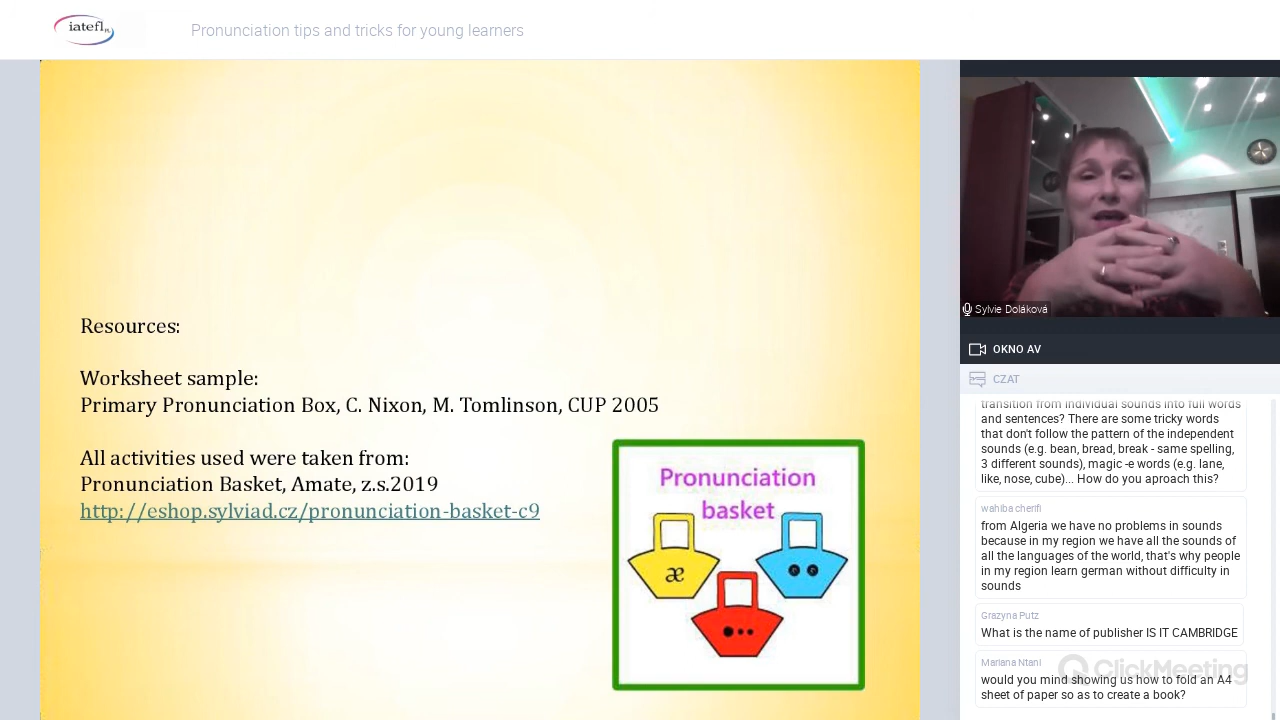 iatefl PL
Pronunciation tips and tricks for young learners
Resources:
Worksheet sample:
Primary Pronunciation Box, C. Nixon, M. Tomlinson, CUP 2005
All activities used were taken from:
Pronunciation Basket, Amate, z.s.2019
http://eshop.sylviad.cz/pronunciation-basket-c9
Pronunciation
basket
æ
Sylvie Doláková
OKNO AV
CZAT
transition from individual sounds into full words
and sentences? There are some tricky words
that don't follow the pattern of the independent
sounds (e.g. bean, bread, break - same spelling,
3 different sounds), magic -e words (e.g. lane,
like, nose, cube)... How do you aproach this?
wahiba cherifi
from Algeria we have no problems in sounds
because in my region we have all the sounds of
all the languages of the world, that's why people
in my region learn german without difficulty in
sounds
Grazyna Putz
What is the name of publisher IS IT CAMBRIDGE
Mariana Ntani
would you mind showing us how to fold an A4
sheet of paper so as to create a book?
ClickMeeting